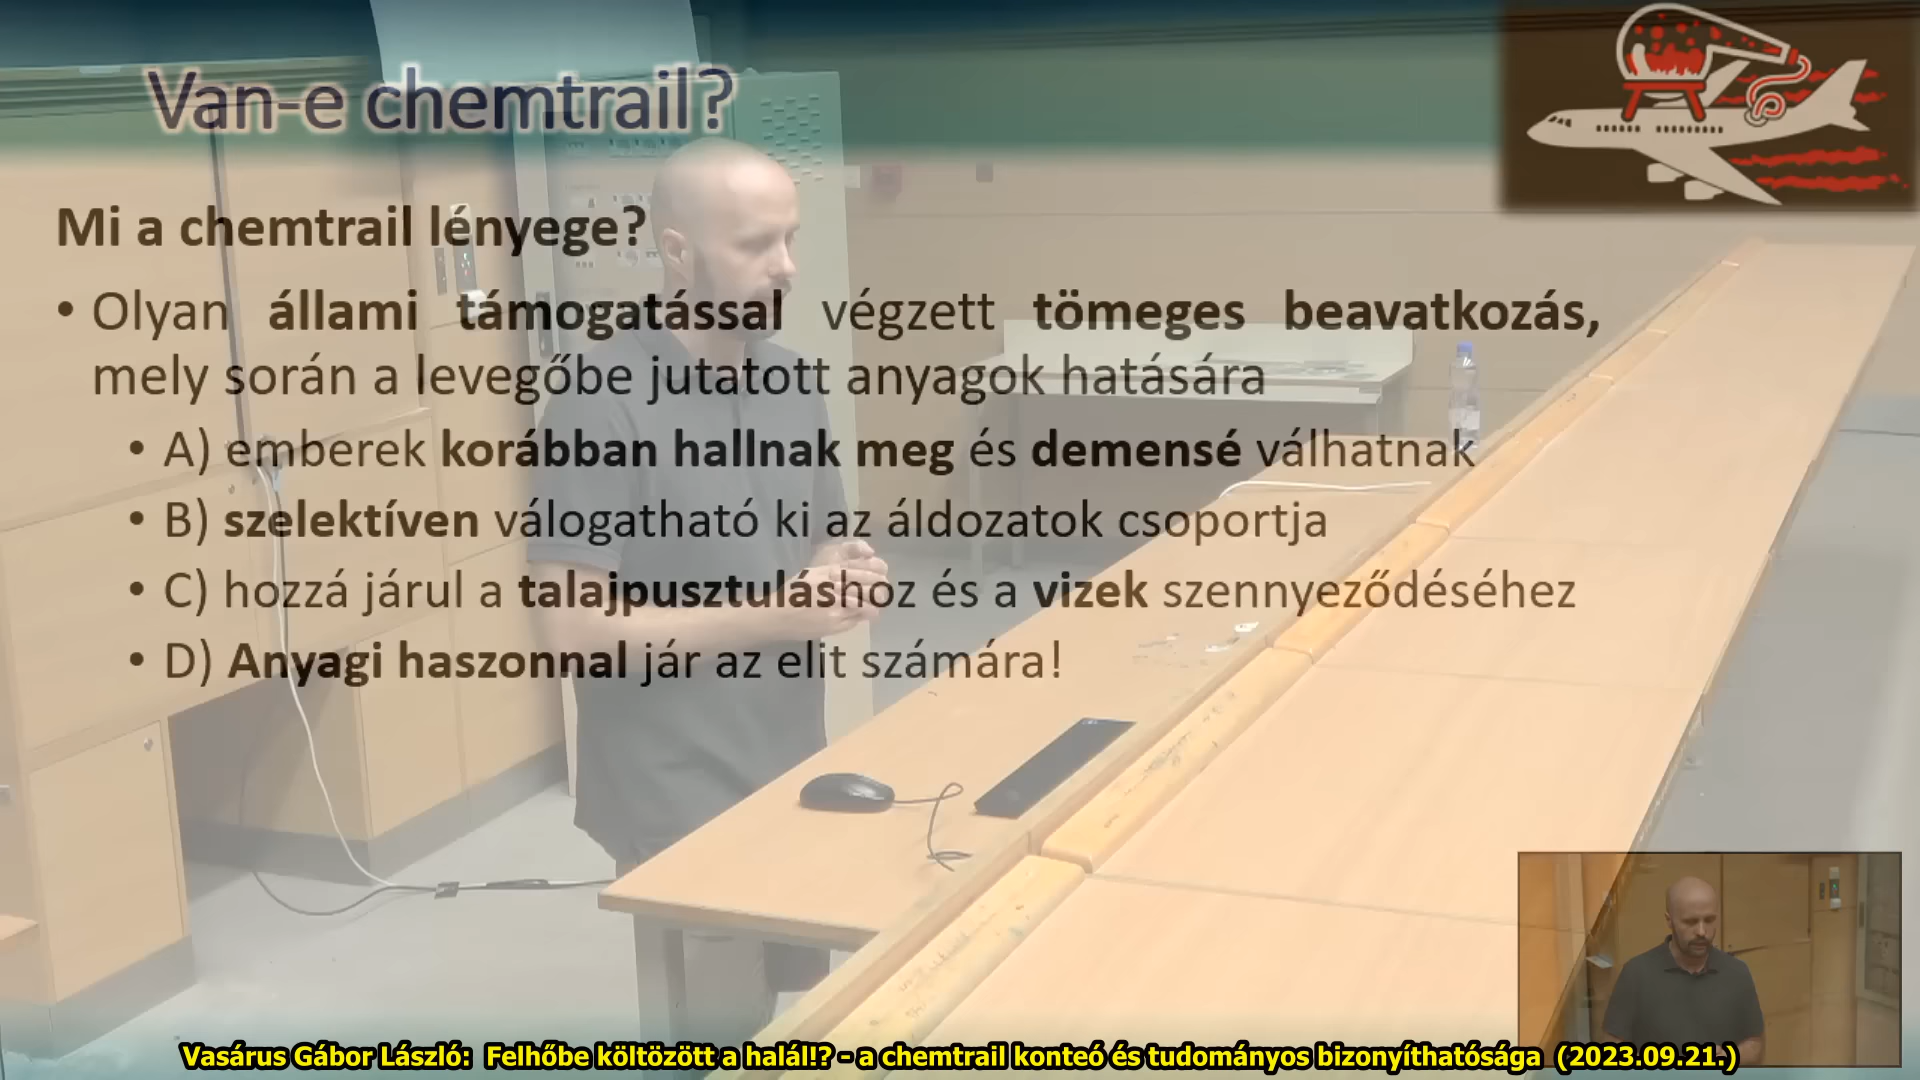 Van-e chemtrail?
Mi a chemtrail lényege?
• Olyan állami támogatással végzett tömeges beavatkozás,
mely során a levegőbe jutatott anyagok hatására
• A) emberek korábban hallnak meg és demensé válhatnak
• B) szelektíven válogatható ki az áldozatok csoportja
• C) hozzá járul a talajpusztuláshoz és a vizek szennyeződéséhez
• D) Anyagi haszonnal jár az elit számára!
Vasárus Gábor László: Felhőbe költözött a halál!? - a chemtrail konteó és tudományos bizonyíthatósága (2023.09.21.)